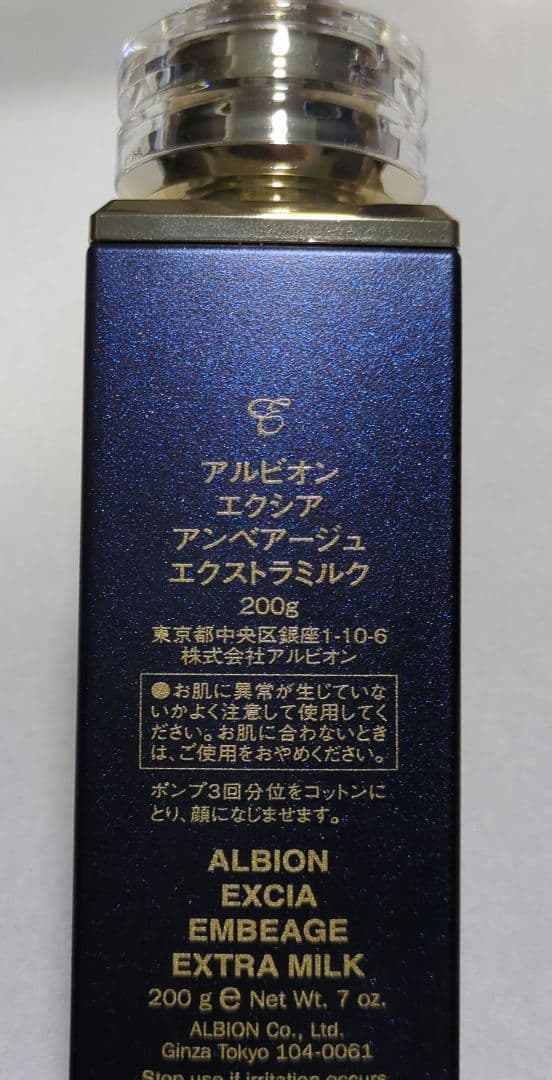 アルビオン
エクシア
アンベアージュ
エクストラミルク
200g
東京都中央区銀座1-10-6
株式会社アルビオン
お肌に異常が生じていな
いかよく注意して使用してく
ださい。お肌に合わないとき
は、ご使用をおやめください。
ポンプ3回分位をコットンに
とり、顔になじませます。
ALBION
EXCIA
EMBEAGE
EXTRA MILK
200 g e Net Wt. 7 oz.
ALBION Co., Ltd.
Ginza Tokyo 104-0061
Stop use if irritation occurs